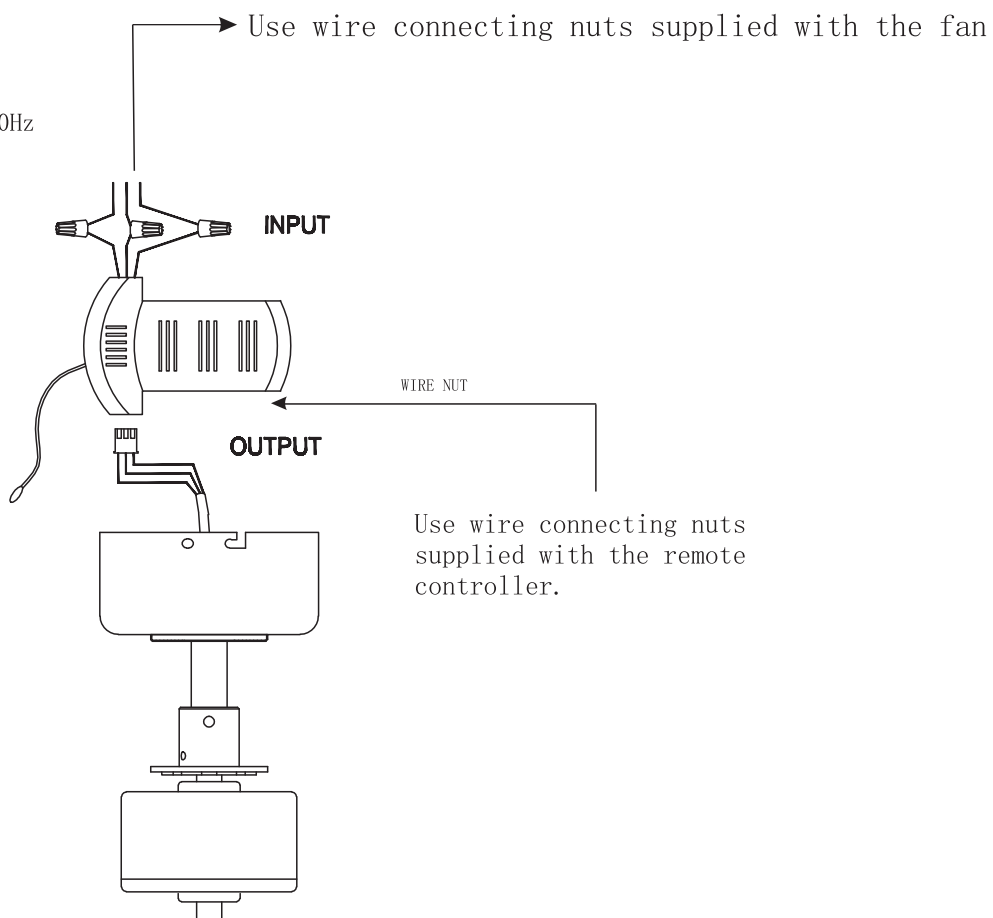 Use wire connecting nuts supplied with the fan
0Hz
INPUT
WIRE NUT
OUTPUT
Use wire connecting nuts
supplied with the remote
controller.